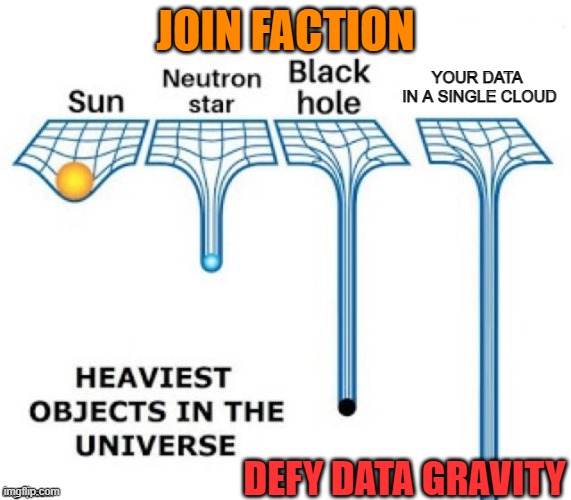 JOIN FACTION
Sun
Neutron
star
Black
hole
YOUR DATA
IN A SINGLE CLOUD
HEAVIEST
OBJECTS IN THE
UNIVERSE
DEFY DATA GRAVITY
imgflip.com